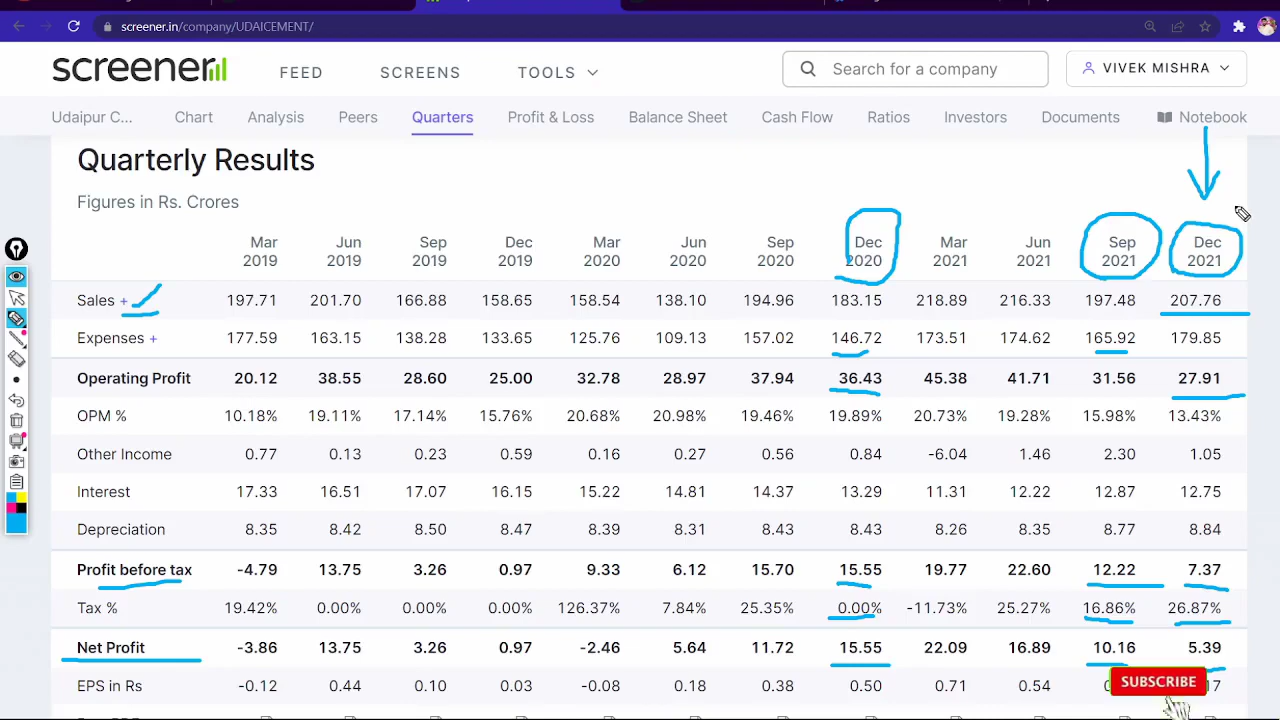 screener.in/company/UDAICEMENT/
screener FEED SCREENS TOOLS Search for a company VIVEK MISHRA
Udaipur C... Chart Analysis Peers Quarters Profit & Loss Balance Sheet Cash Flow Ratios Investors Documents Notebook
Quarterly Results
Figures in Rs. Crores
Mar 2019 Jun 2019 Sep 2019 Dec 2019 Mar 2020 Jun 2020 Sep 2020 Dec 2020 Mar 2021 Jun 2021 Sep 2021 Dec 2021
Sales + 197.71 201.70 166.88 158.65 158.54 138.10 194.96 183.15 218.89 216.33 197.48 207.76
Expenses + 177.59 163.15 138.28 133.65 125.76 109.13 157.02 146.72 173.51 174.62 165.92 179.85
Operating Profit 20.12 38.55 28.60 25.00 32.78 28.97 37.94 36.43 45.38 41.71 31.56 27.91
OPM % 10.18% 19.11% 17.14% 15.76% 20.68% 20.98% 19.46% 19.89% 20.73% 19.28% 15.98% 13.43%
Other Income 0.77 0.13 0.23 0.59 0.16 0.27 0.56 0.84 -6.04 1.46 2.30 1.05
Interest 17.33 16.51 17.07 16.15 15.22 14.81 14.37 13.29 11.31 12.22 12.87 12.75
Depreciation 8.35 8.42 8.50 8.47 8.39 8.31 8.43 8.43 8.26 8.35 8.77 8.84
Profit before tax -4.79 13.75 3.26 0.97 9.33 6.12 15.70 15.55 19.77 22.60 12.22 7.37
Tax % 19.42% 0.00% 0.00% 0.00% 126.37% 7.84% 25.35% 0.00% -11.73% 25.27% 16.86% 26.87%
Net Profit -3.86 13.75 3.26 0.97 -2.46 5.64 11.72 15.55 22.09 16.89 10.16 5.39
EPS in Rs -0.12 0.44 0.10 0.03 -0.08 0.18 0.38 0.50 0.71 0.54
SUBSCRIBE